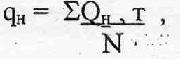 qн = ΣQн , т ,
N